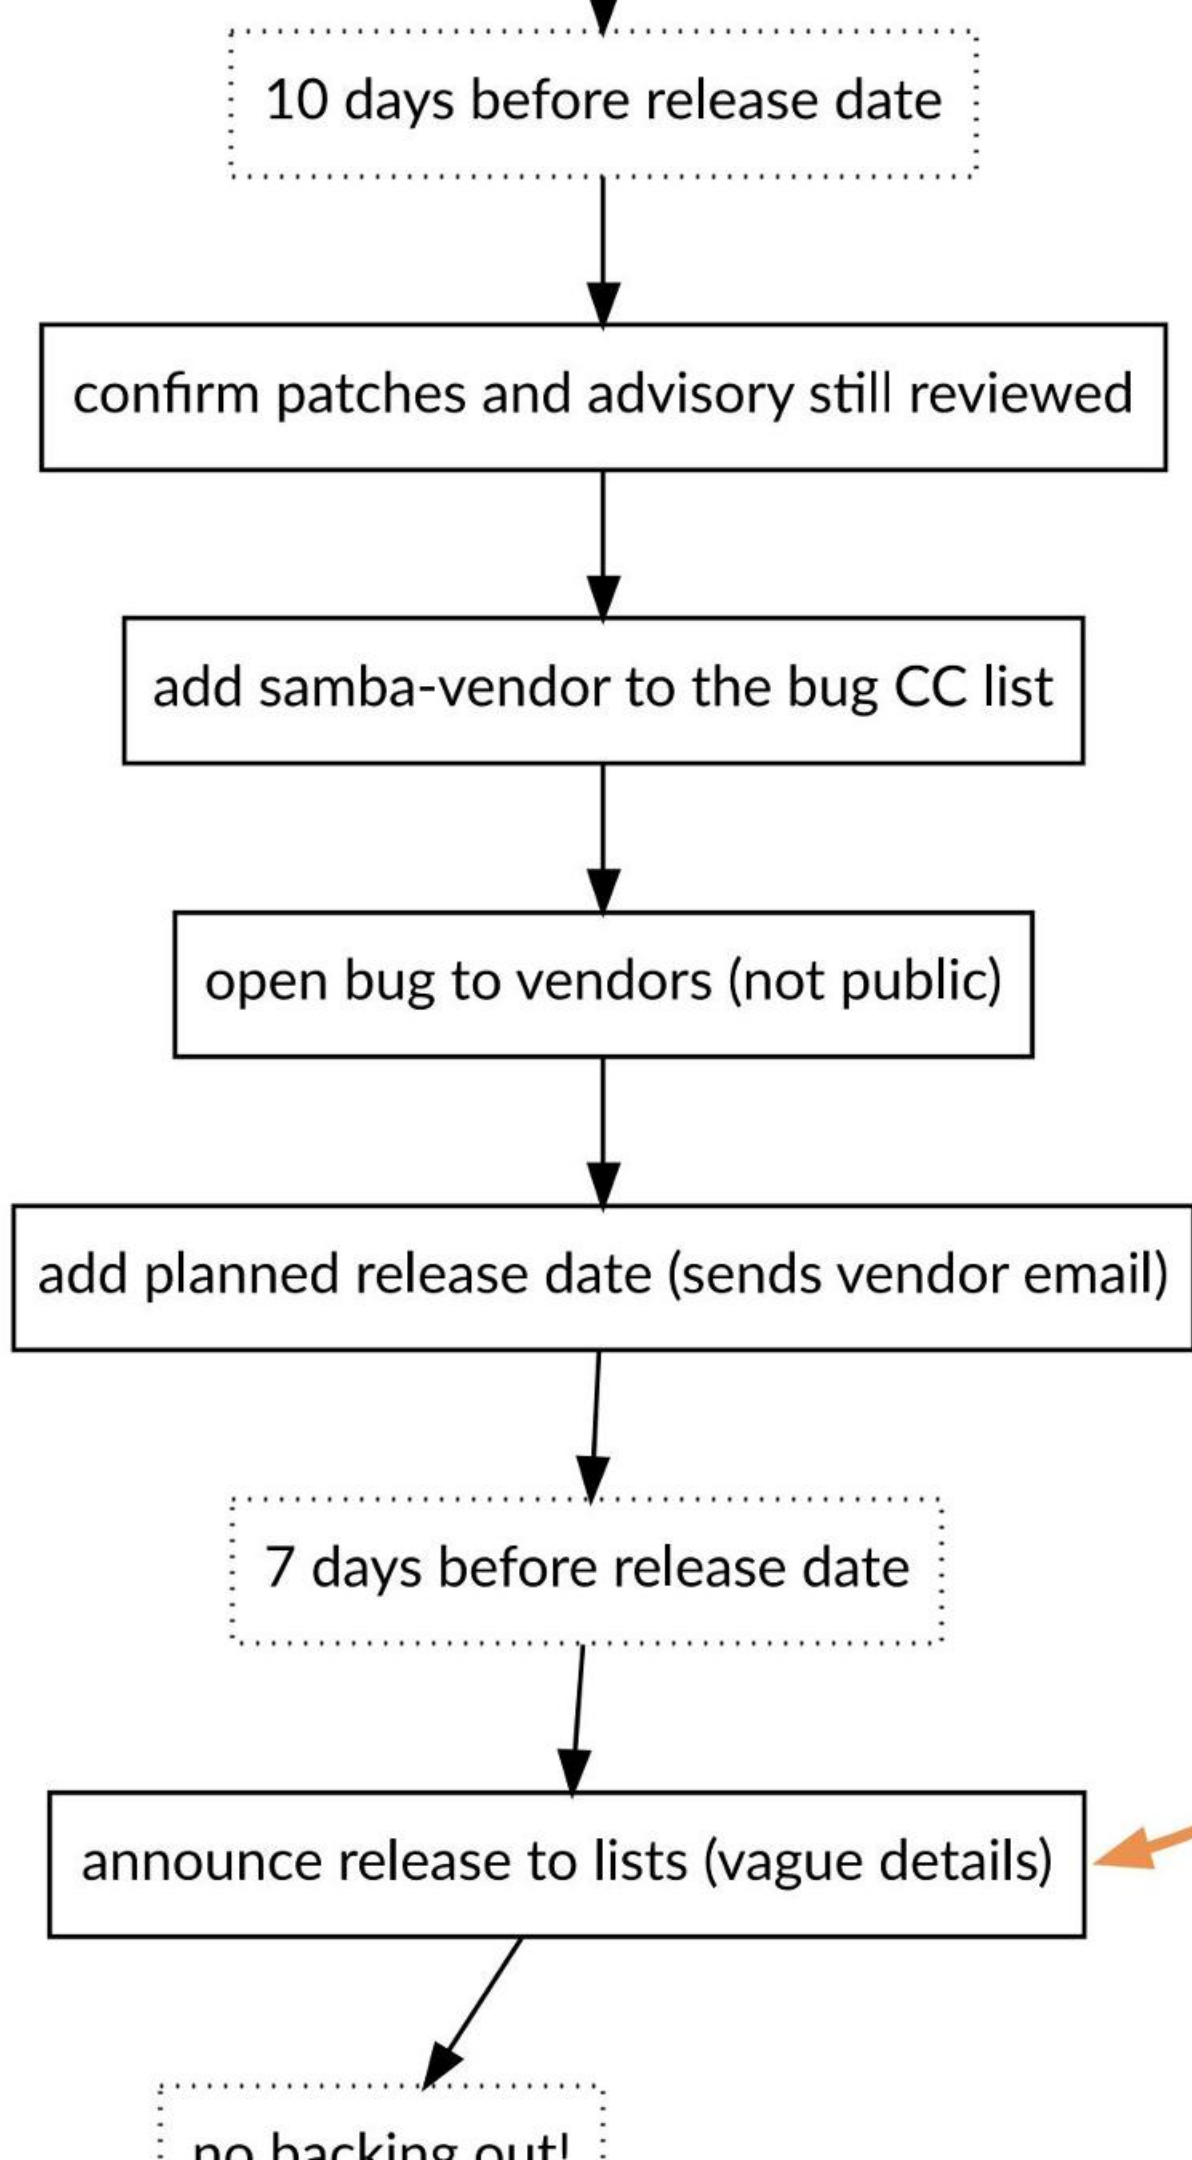 10 days before release date
confirm patches and advisory still reviewed
add samba-vendor to the bug CC list
open bug to vendors (not public)
add planned release date (sends vendor email)
7 days before release date
announce release to lists (vague details)
no backing out!